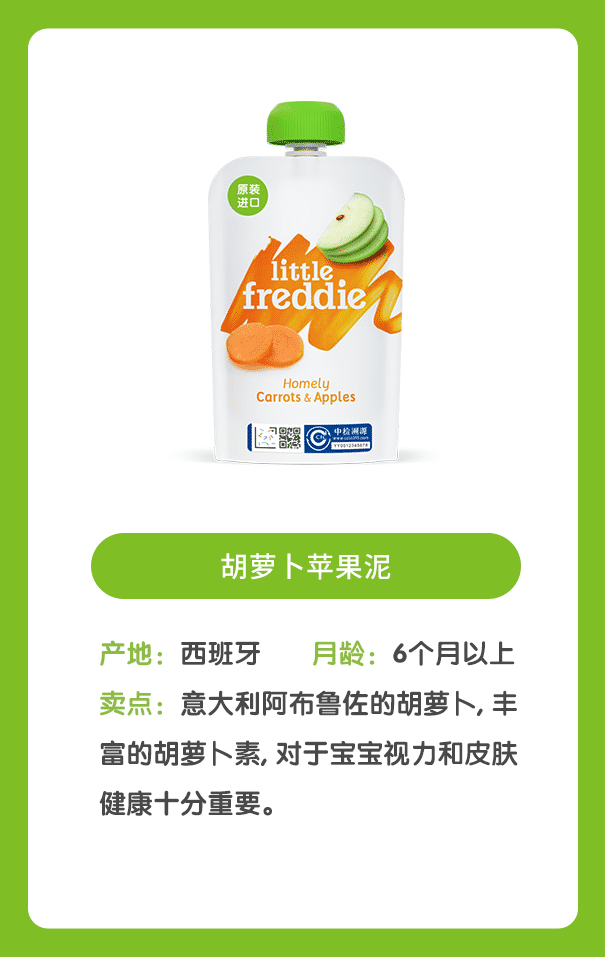 原装
进口
little
freddie
Homely
Carrots & Apples
中检溯源
胡萝卜苹果泥
产地：西班牙 月龄：6个月以上
卖点：意大利阿布鲁佐的胡萝卜, 丰
富的胡萝卜素, 对于宝宝视力和皮肤
健康十分重要。